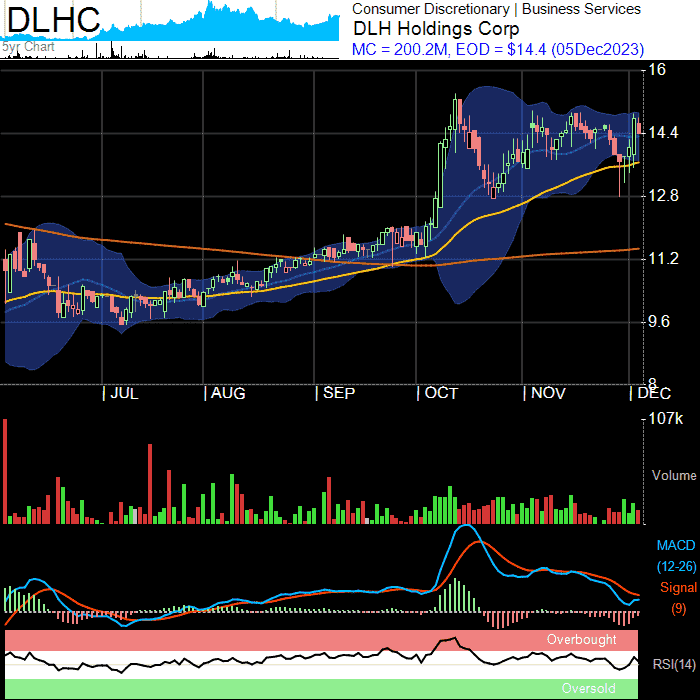 DLHC
5yr Chart
Consumer Discretionary | Business Services
DLH Holdings Corp
MC = 200.2M, EOD = $14.4 (05Dec2023)
16
14.4
12.8
11.2
9.6
8
JUL AUG SEP OCT NOV DEC
107k
Volume
MACD
(12-26)
Signal
(9)
Overbought
RSI(14)
Oversold